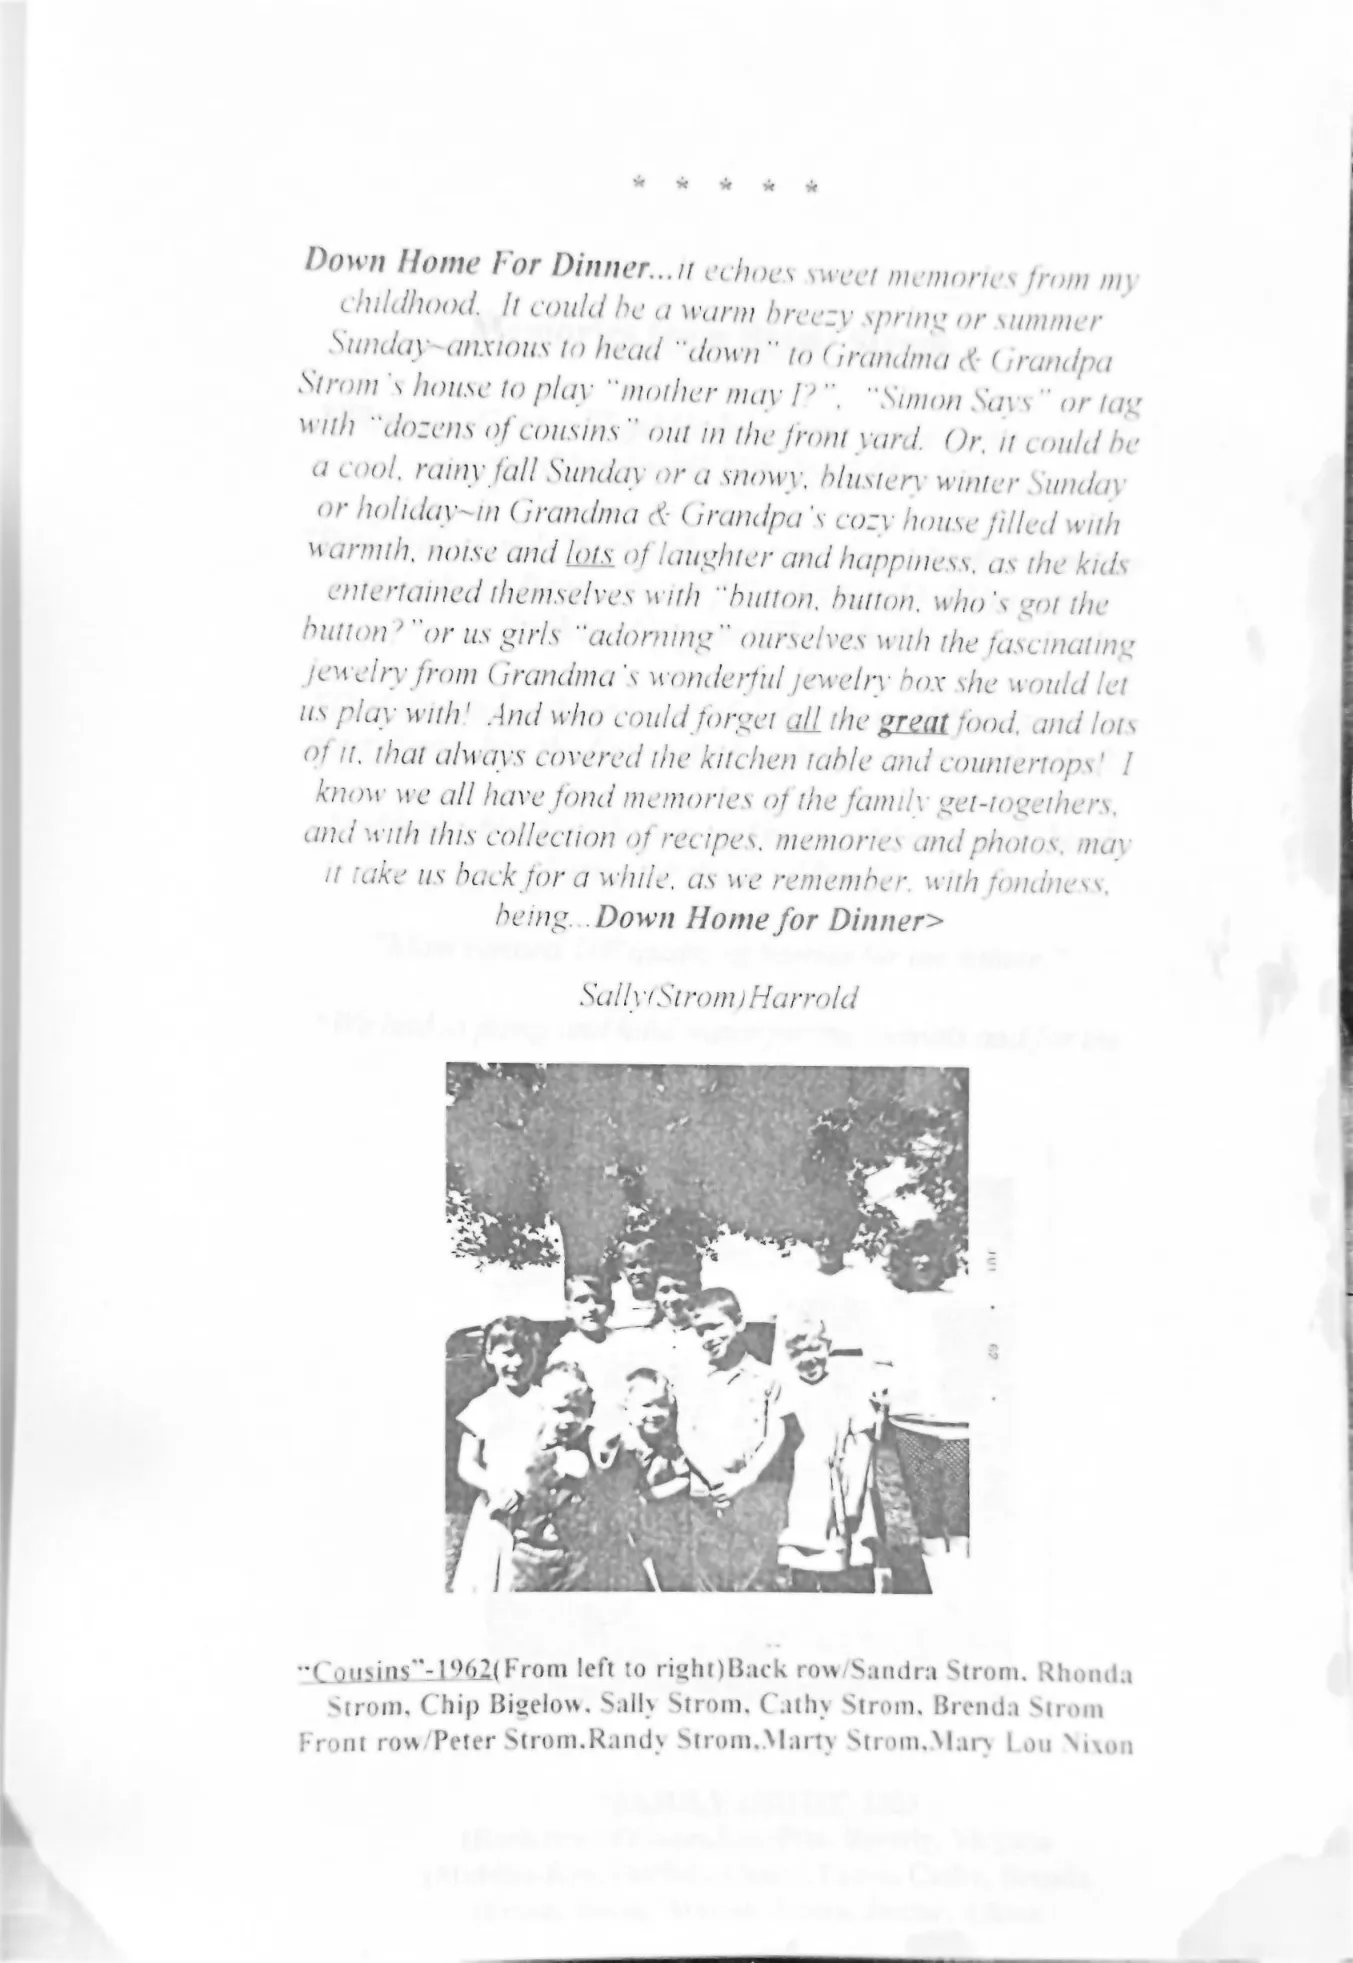 * * * * *
Down Home For Dinner...it echoes sweet memories from my
childhood. It could be a warm breezy spring or summer
Sunday~anxious to head "down" to Grandma & Grandpa
Strom's house to play "mother may I?", "Simon Says" or tag
with "dozens of cousins" out in the front yard. Or, it could be
a cool, rainy fall Sunday or a snowy, blustery winter Sunday
or holiday~in Grandma & Grandpa's cozy house filled with
warmth, noise and lots of laughter and happiness, as the kids
entertained themselves with "button, button, who's got the
button?"or us girls "adorning" ourselves with the fascinating
jewelry from Grandma's wonderful jewelry box she would let
us play with! And who could forget all the great food, and lots
of it, that always covered the kitchen table and countertops! I
know we all have fond memories of the family get-togethers,
and with this collection of recipes, memories and photos, may
it take us back for a while, as we remember, with fondness,
being...Down Home for Dinner>
Sally(Strom)Harrold
JUN • 62 •
"Cousins"-1962(From left to right)Back row/Sandra Strom, Rhonda
Strom, Chip Bigelow, Sally Strom, Cathy Strom, Brenda Strom
Front row/Peter Strom,Randy Strom,Marty Strom,Mary Lou Nixon